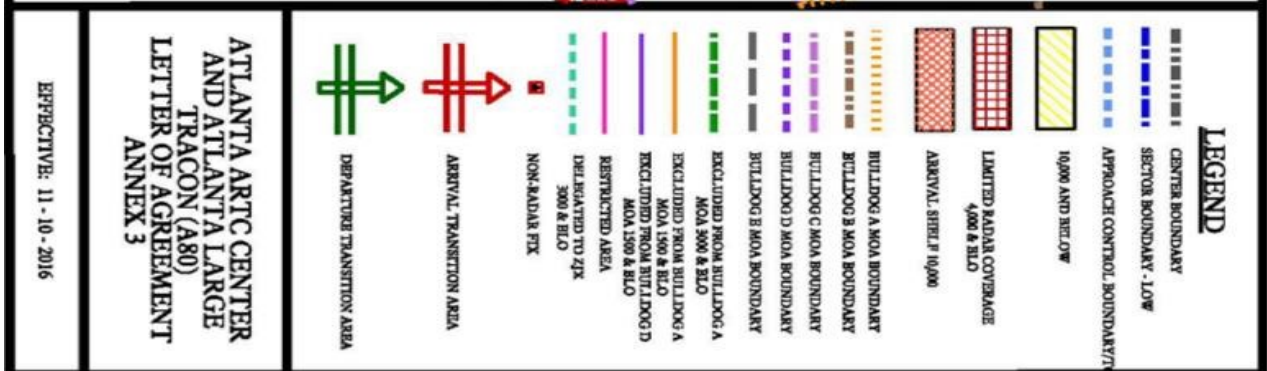 LEGEND
CENTER BOUNDARY
SECTOR BOUNDARY - LOW
APPROACH CONTROL BOUNDARY/T
10,000 AND BELOW
LIMITED RADAR COVERAGE
4,000 & BLO
ARRIVAL SHELF 10,000
BULLDOG A MOA BOUNDARY
BULLDOG B MOA BOUNDARY
BULLDOG C MOA BOUNDARY
BULLDOG D MOA BOUNDARY
BULLDOG E MOA BOUNDARY
EXCLUDED FROM BULLDOG A
MOA 3000 & BLO
EXCLUDED FROM BULLDOG A
MOA 1500 & BLO
EXCLUDED FROM BULLDOG D
MOA 1500 & BLO
RESTRICTED AREA
DELEGATED TO ZJX
3000 & BLO
NON-RADAR FIX
ARRIVAL TRANSITION AREA
DEPARTURE TRANSITION AREA
ATLANTA ARTC CENTER
AND ATLANTA LARGE
TRACON (A80)
LETTER OF AGREEMENT
ANNEX 3
EFFECTIVE: 11 - 10 - 2016